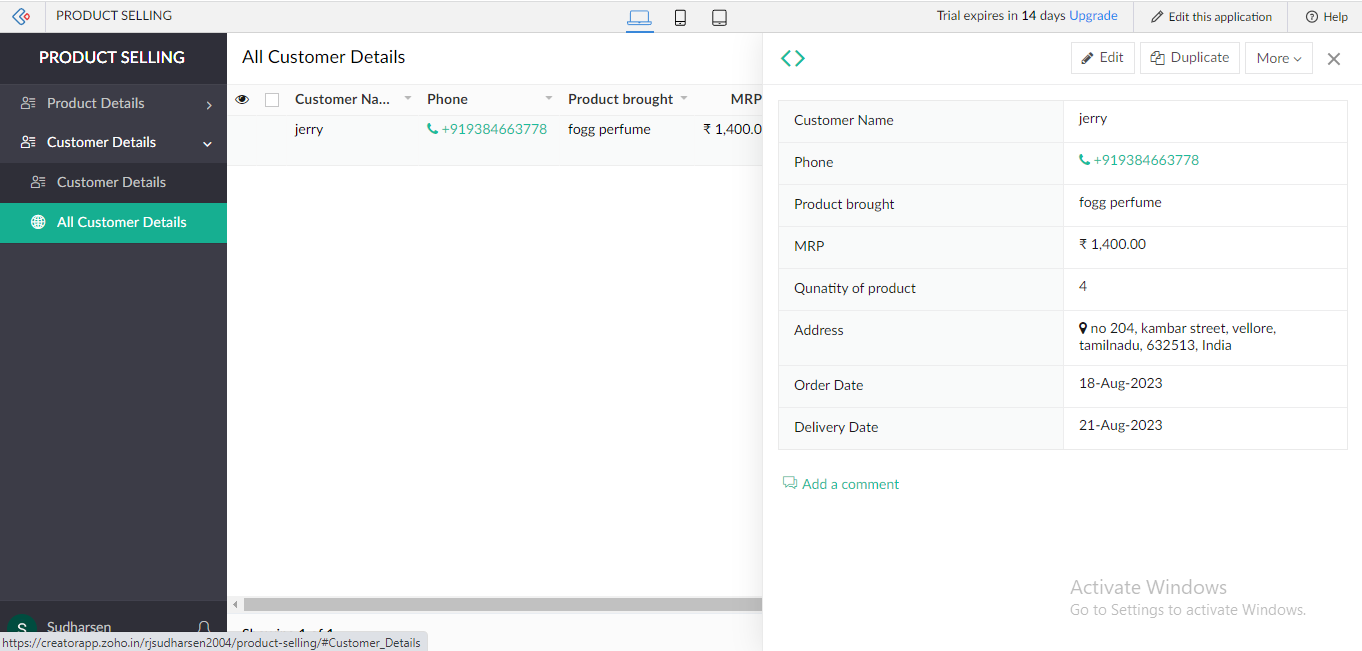 PRODUCT SELLING
Trial expires in 14 days Upgrade
Edit this application
Help
PRODUCT SELLING
Product Details
Customer Details
Customer Details
All Customer Details
Sudharsen
S
All Customer Details
Customer Na... Phone Product brought MRP
jerry +919384663778 fogg perfume ₹ 1,400.0
Edit Duplicate More
Customer Name jerry
Phone +919384663778
Product brought fogg perfume
MRP ₹ 1,400.00
Qunatity of product 4
Address no 204, kambar street, vellore,
tamilnadu, 632513, India
Order Date 18-Aug-2023
Delivery Date 21-Aug-2023
Add a comment
Activate Windows
Go to Settings to activate Windows.
https://creatorapp.zoho.in/rjsudharsen2004/product-selling/#Customer_Details